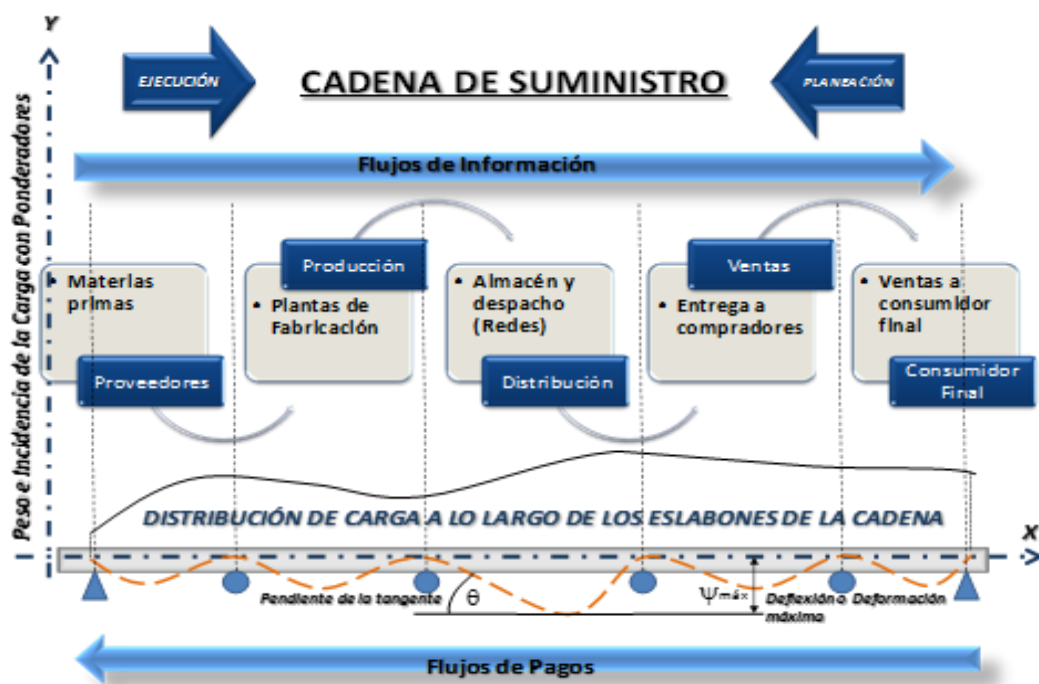 Y
EJECUCIÓN
CADENA DE SUMINISTRO
PLANEACIÓN
Flujos de Información
Peso e Incidencia de la Carga con Ponderadores
• Materias
primas
Proveedores
Producción
• Plantas de
Fabricación
• Almacén y
despacho
(Redes)
Distribución
Ventas
• Entrega a
compradores
• Ventas a
consumidor
final
Consumidor
Final
DISTRIBUCIÓN DE CARGA A LO LARGO DE LOS ESLABONES DE LA CADENA
X
Pendiente de la tangente
θ
Ψmáx
Deflexión o Deformación
máxima
Flujos de Pagos